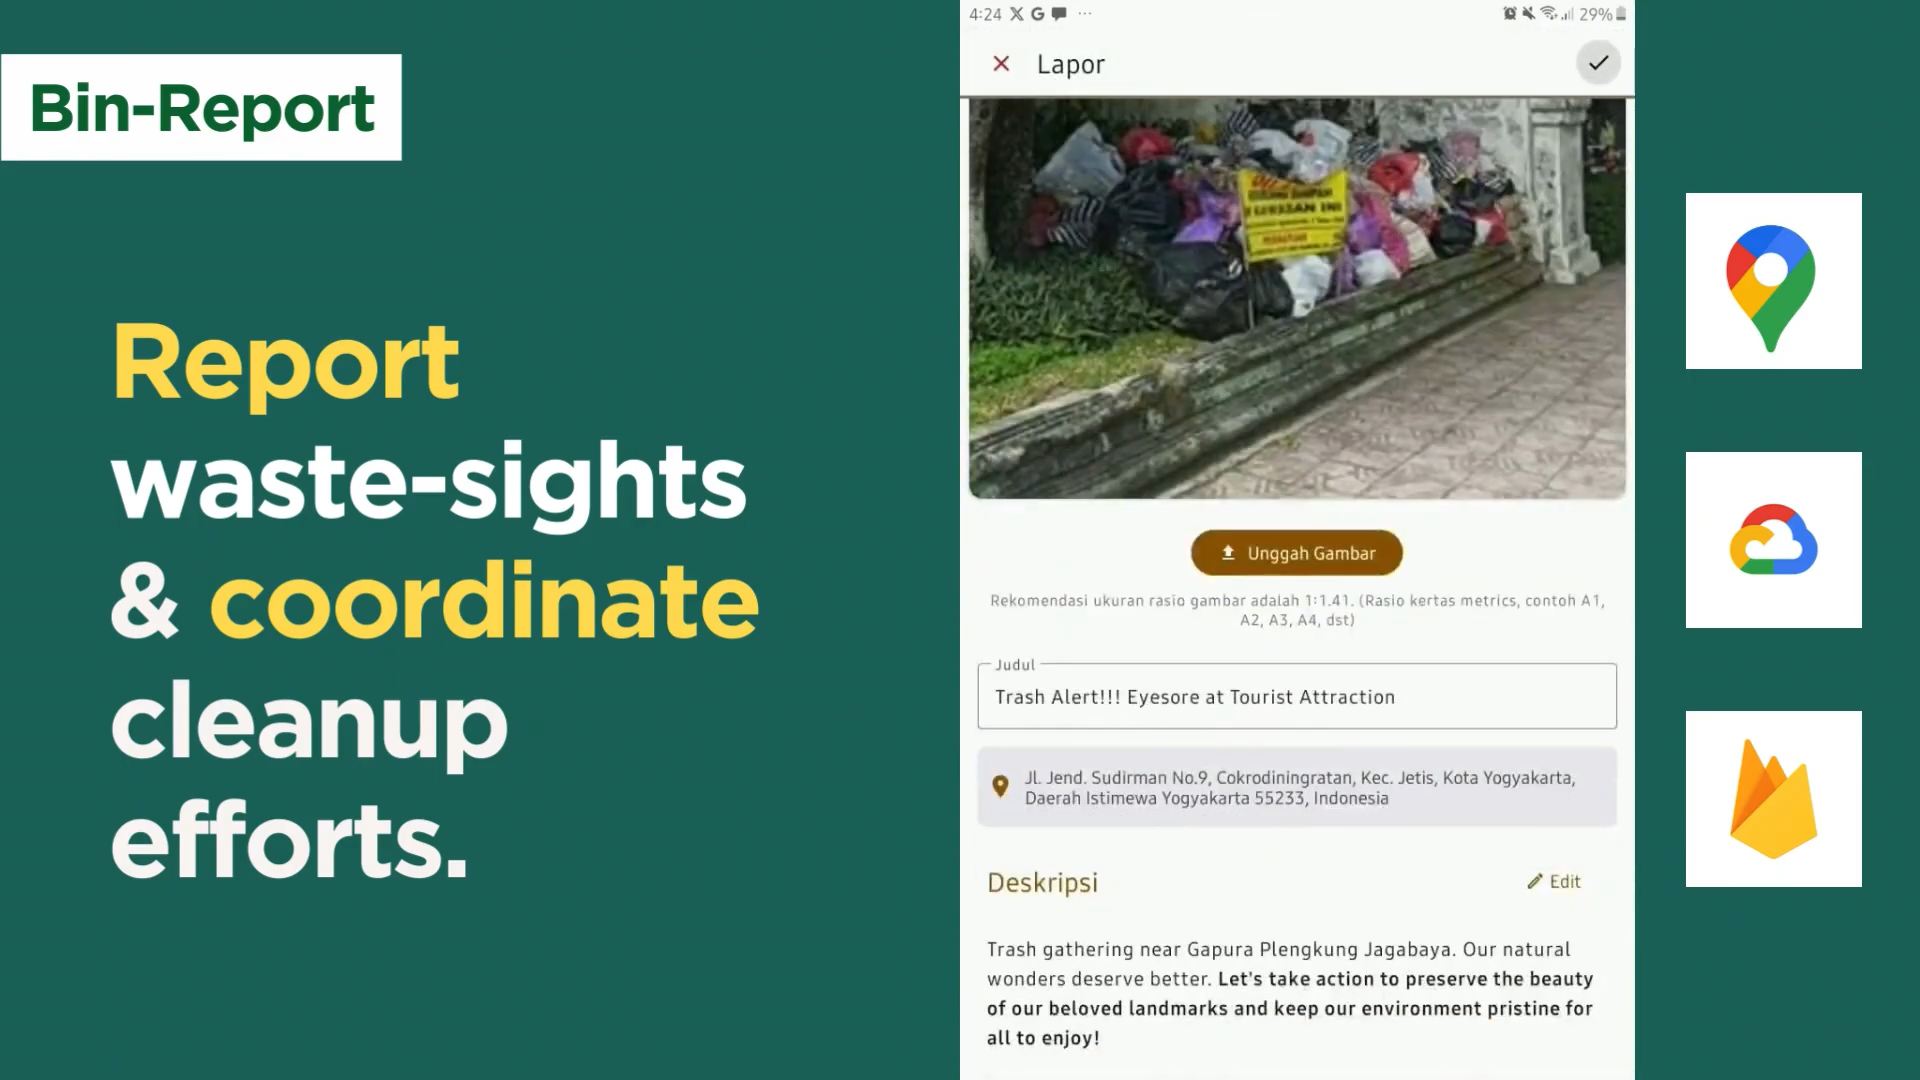 Bin-Report
Report
waste-sights
& coordinate
cleanup
efforts.
4:24
29%
Lapor
KAWASAN INI
Unggah Gambar
Rekomendasi ukuran rasio gambar adalah 1:1.41. (Rasio kertas metrics, contoh A1,
A2, A3, A4, dst)
Judul
Trash Alert!!! Eyesore at Tourist Attraction
Jl. Jend. Sudirman No.9, Cokrodiningratan, Kec. Jetis, Kota Yogyakarta,
Daerah Istimewa Yogyakarta 55233, Indonesia
Deskripsi
Edit
Trash gathering near Gapura Plengkung Jagabaya. Our natural
wonders deserve better. Let's take action to preserve the beauty
of our beloved landmarks and keep our environment pristine for
all to enjoy!